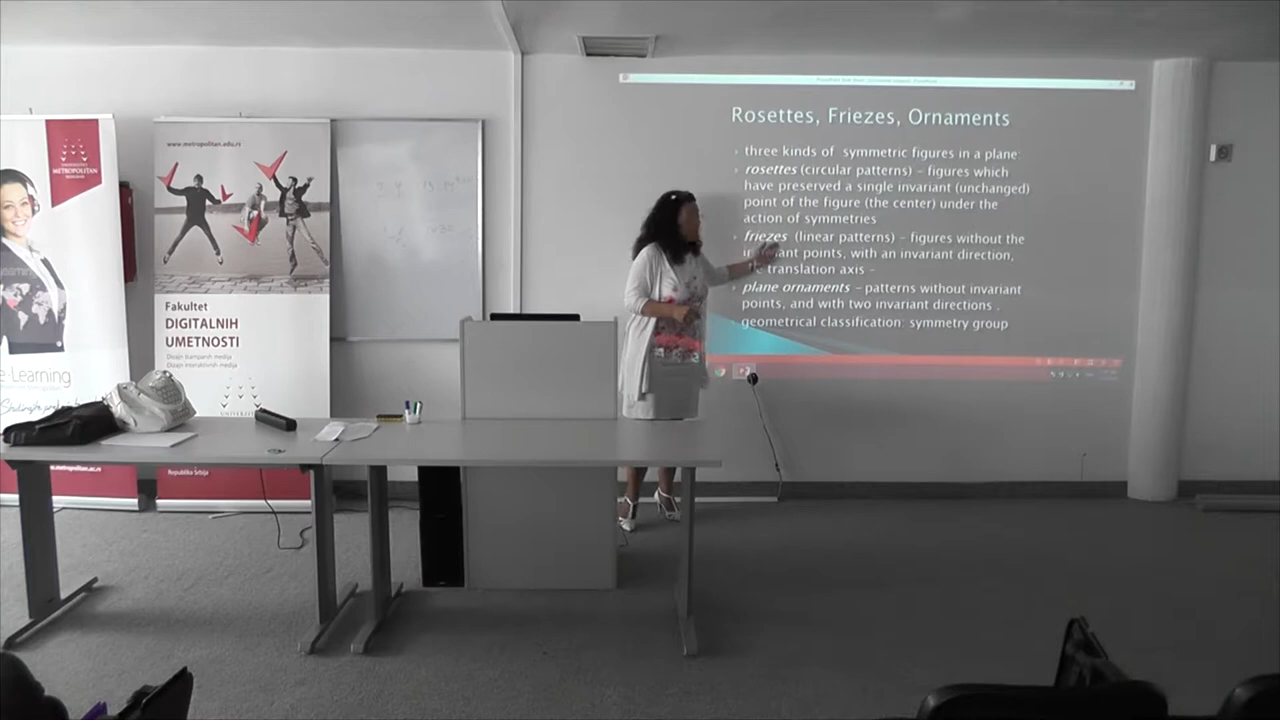 METROPOLITAN
e-Learning
www.metropolitan.ac.rs
www.metropolitan.edu.rs
Fakultet
DIGITALNIH
UMETNOSTI
Dizajn štampanih medija
Dizajn interaktivnih medija
Republika Srbija
Rosettes, Friezes, Ornaments
three kinds of symmetric figures in a plane:
rosettes (circular patterns) – figures which
have preserved a single invariant (unchanged)
point of the figure (the center) under the
action of symmetries
friezes (linear patterns) – figures without the
points, with an invariant direction,
translation axis –
plane ornaments – patterns without invariant
points, and with two invariant directions .
geometrical classification: symmetry group